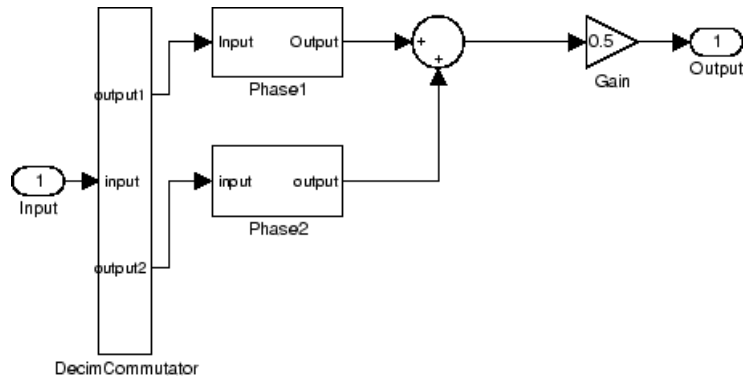 Input
Output
Phase1
+
+
0.5
Gain
1
Output
output1
input
output2
DecimCommutator
1
Input
input
output
Phase2